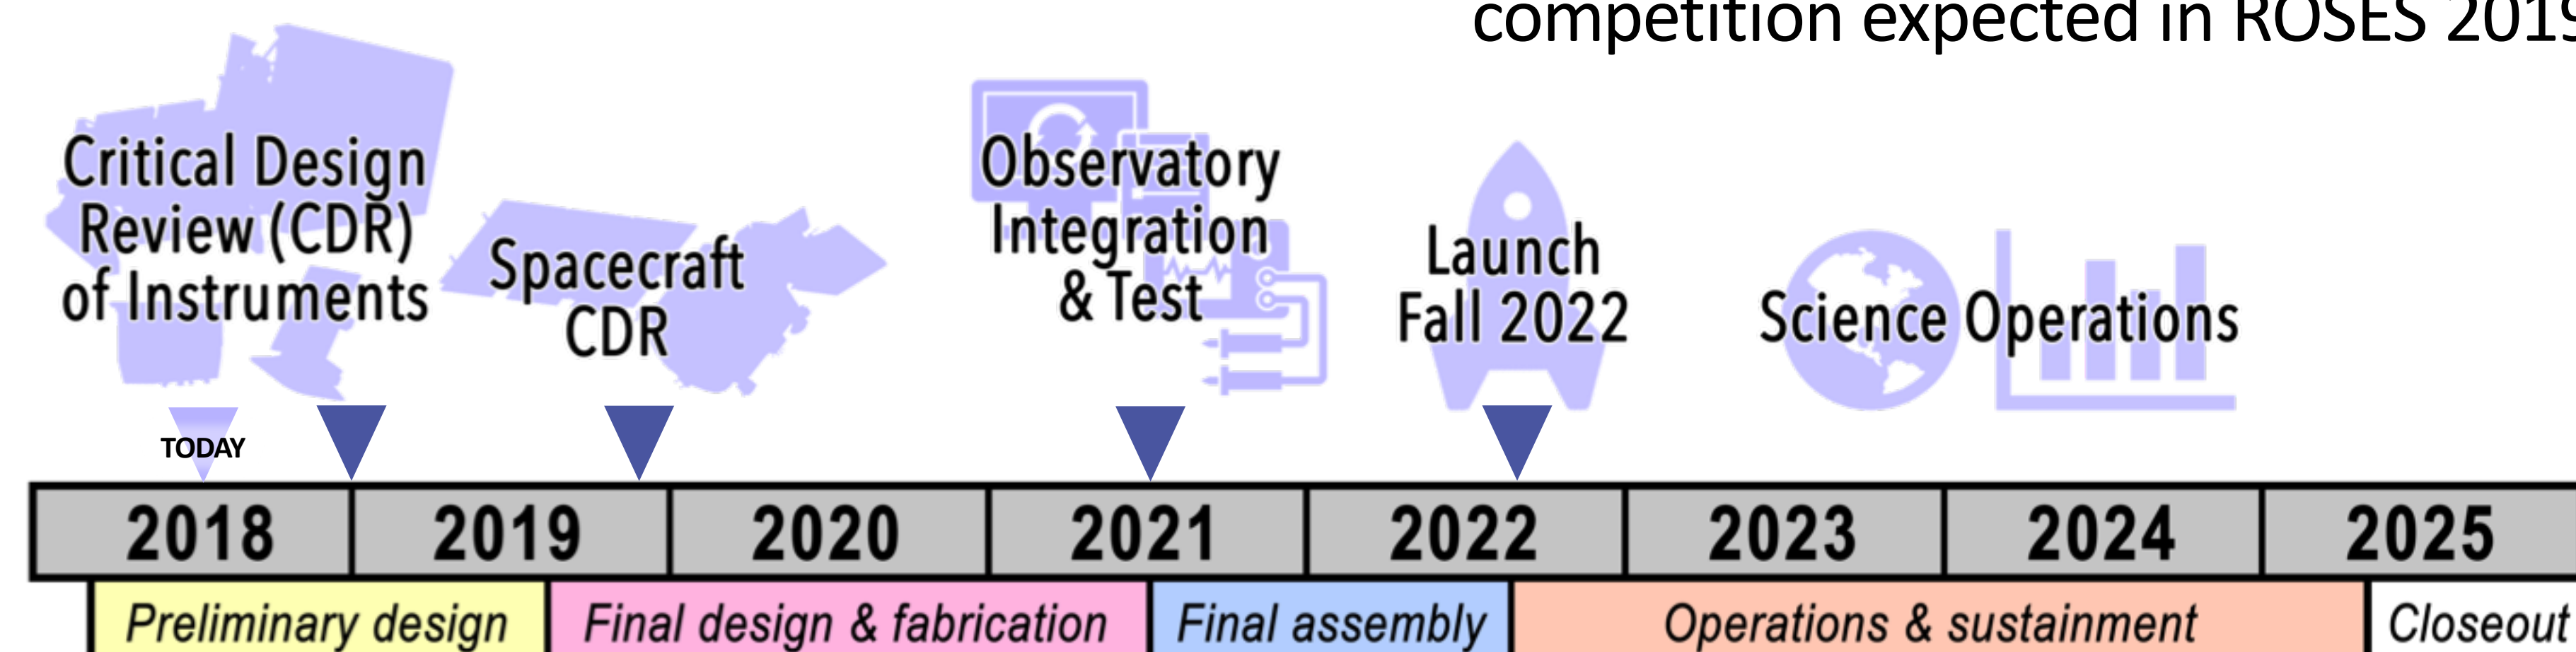 competition expected in ROSES 2019
Critical Design
Review (CDR)
of Instruments
Spacecraft
CDR
Observatory
Integration
& Test
Launch
Fall 2022
Science Operations
TODAY
2018 2019 2020 2021 2022 2023 2024 2025
Preliminary design Final design & fabrication Final assembly Operations & sustainment Closeout